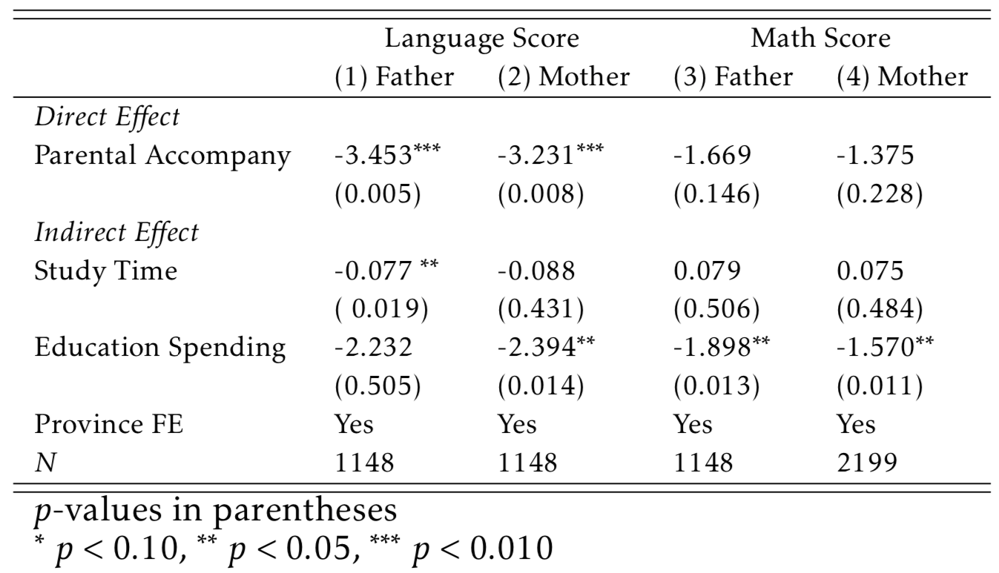 Language Score Math Score
(1) Father (2) Mother (3) Father (4) Mother
Direct Effect
Parental Accompany -3.453*** -3.231*** -1.669 -1.375
(0.005) (0.008) (0.146) (0.228)
Indirect Effect
Study Time -0.077 ** -0.088 0.079 0.075
( 0.019) (0.431) (0.506) (0.484)
Education Spending -2.232 -2.394** -1.898** -1.570**
(0.505) (0.014) (0.013) (0.011)
Province FE Yes Yes Yes Yes
N 1148 1148 1148 2199
p-values in parentheses
* p < 0.10, ** p < 0.05, *** p < 0.010